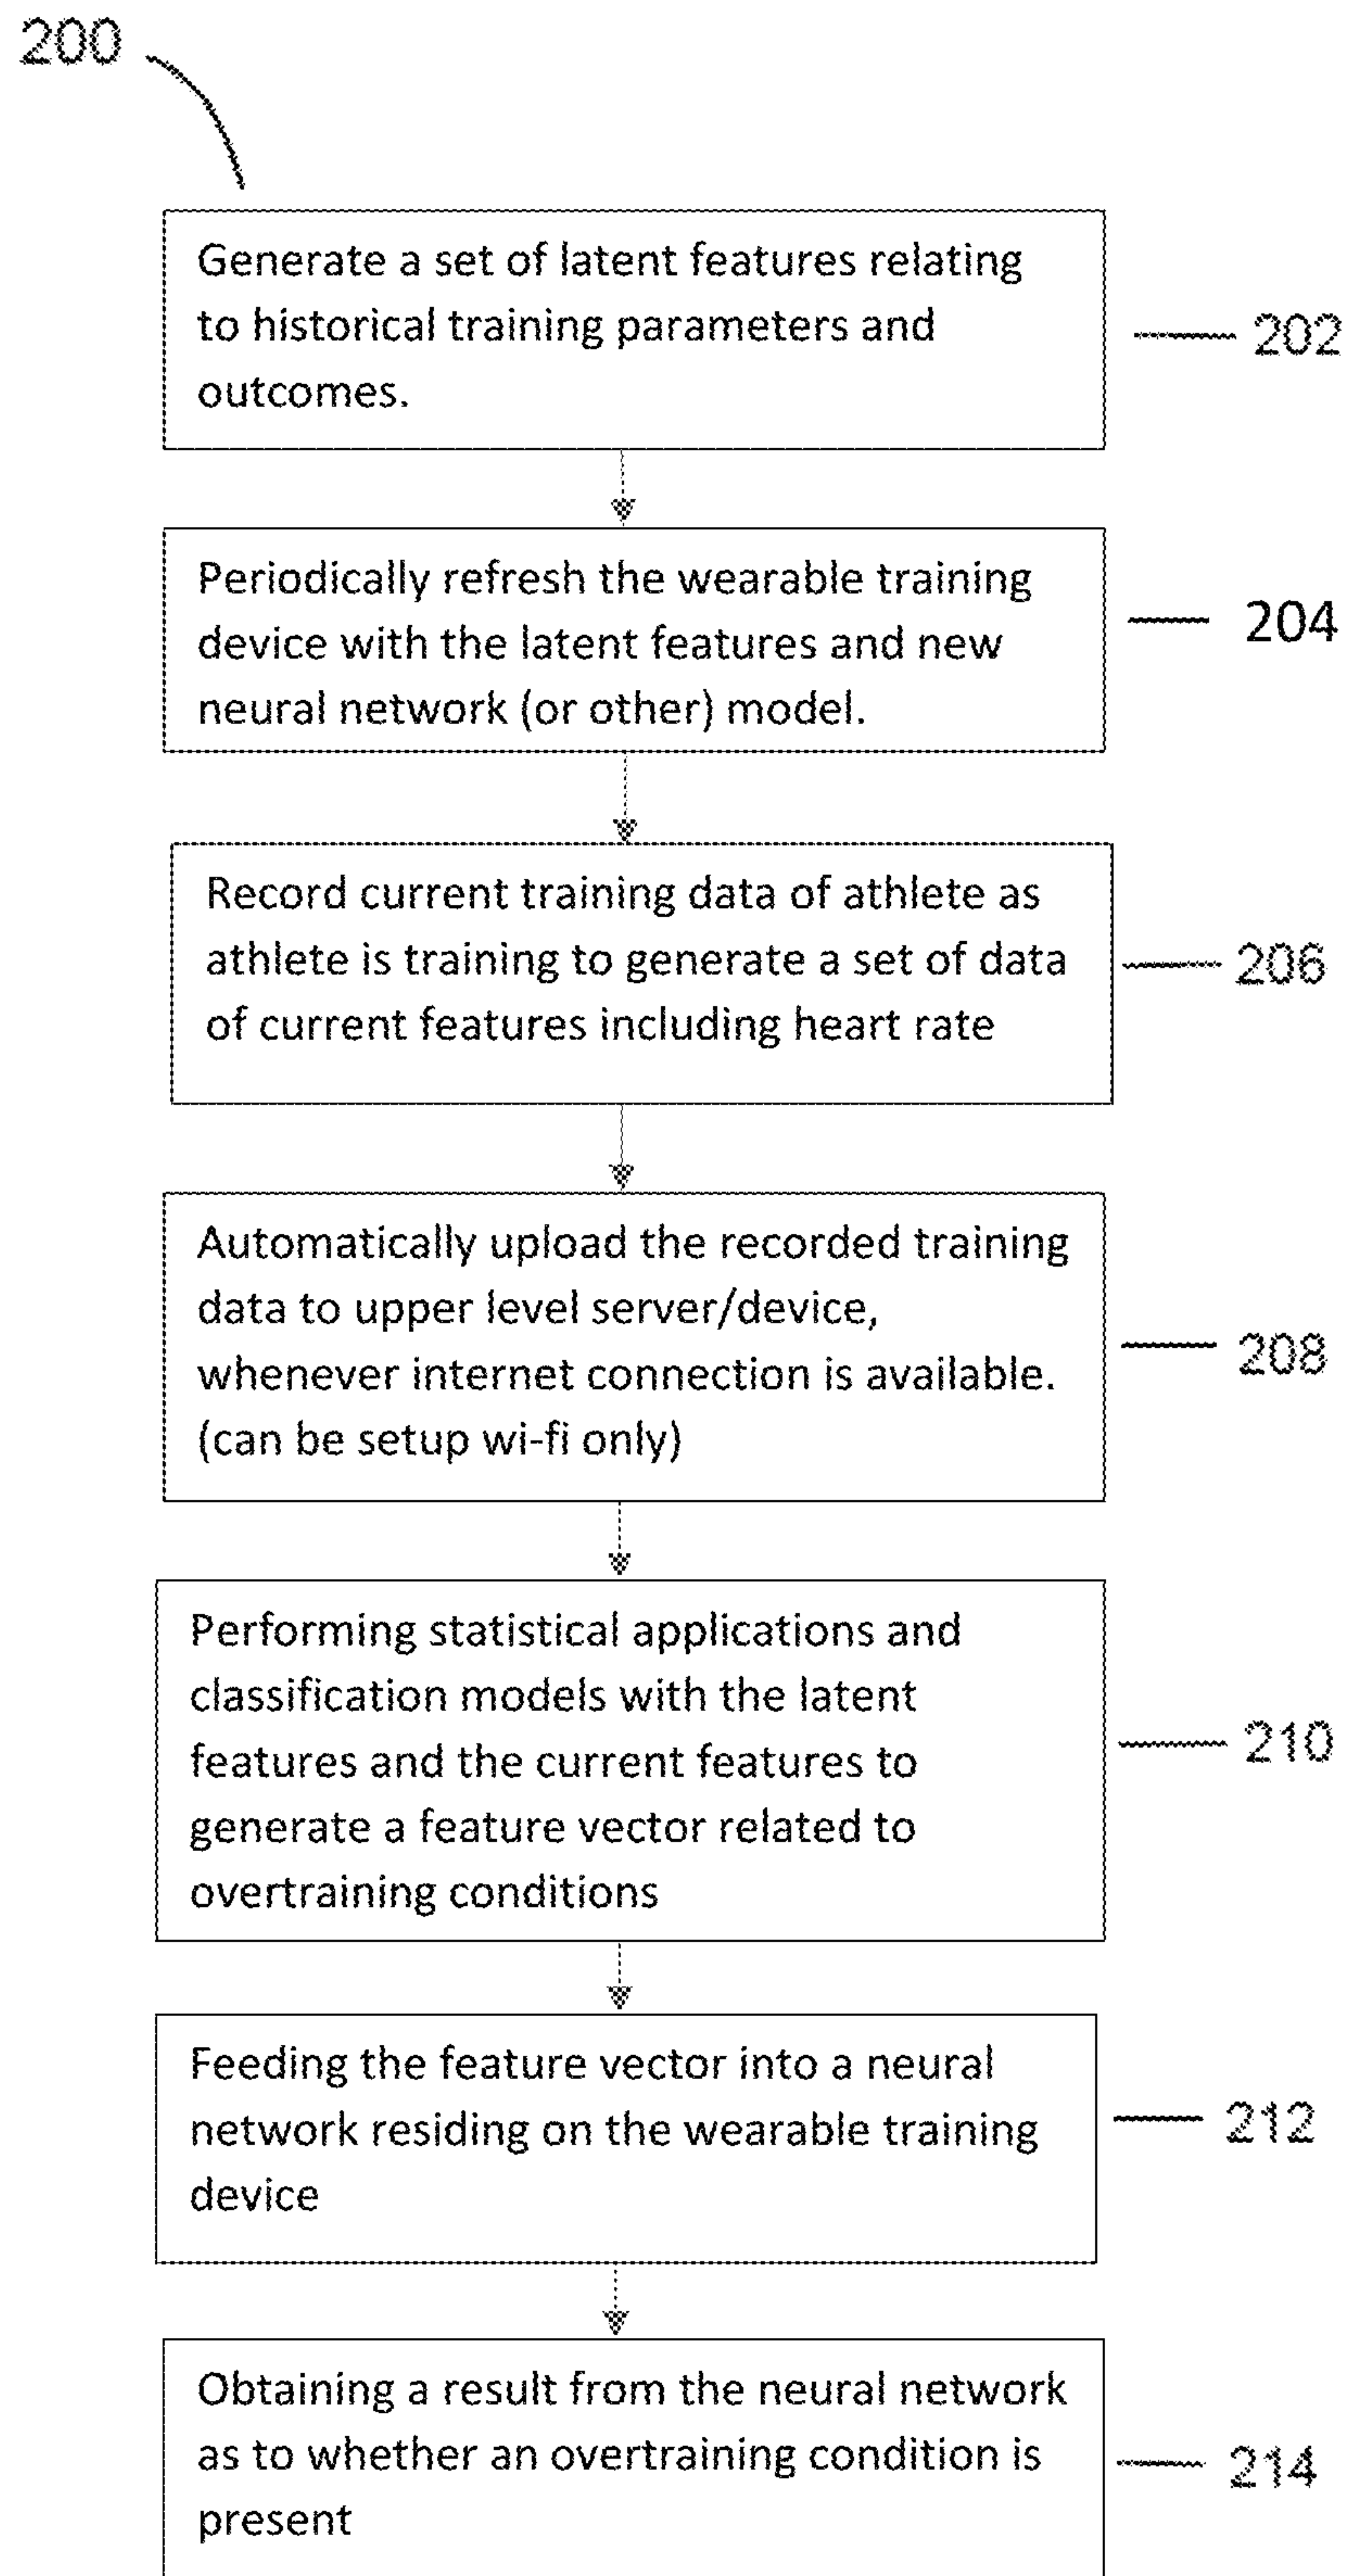 200
Generate a set of latent features relating
to historical training parameters and
outcomes.
202
Periodically refresh the wearable training
device with the latent features and new
neural network (or other) model.
204
Record current training data of athlete as
athlete is training to generate a set of data
of current features including heart rate
206
Automatically upload the recorded training
data to upper level server/device,
whenever internet connection is available.
(can be setup wi-fi only)
208
Performing statistical applications and
classification models with the latent
features and the current features to
generate a feature vector related to
overtraining conditions
210
Feeding the feature vector into a neural
network residing on the wearable training
device
212
Obtaining a result from the neural network
as to whether an overtraining condition is
present
214